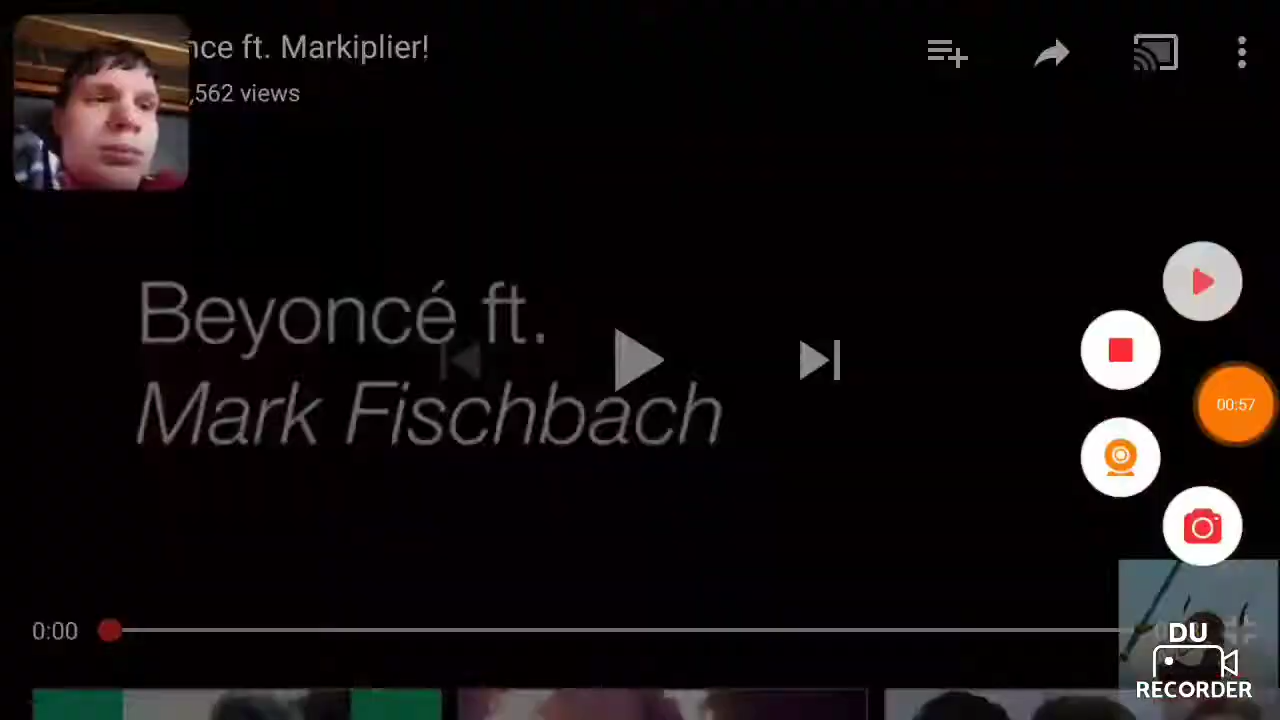 nce ft. Markiplier!
,562 views
Beyoncé ft.
Mark Fischbach
00:57
0:00
DU
RECORDER